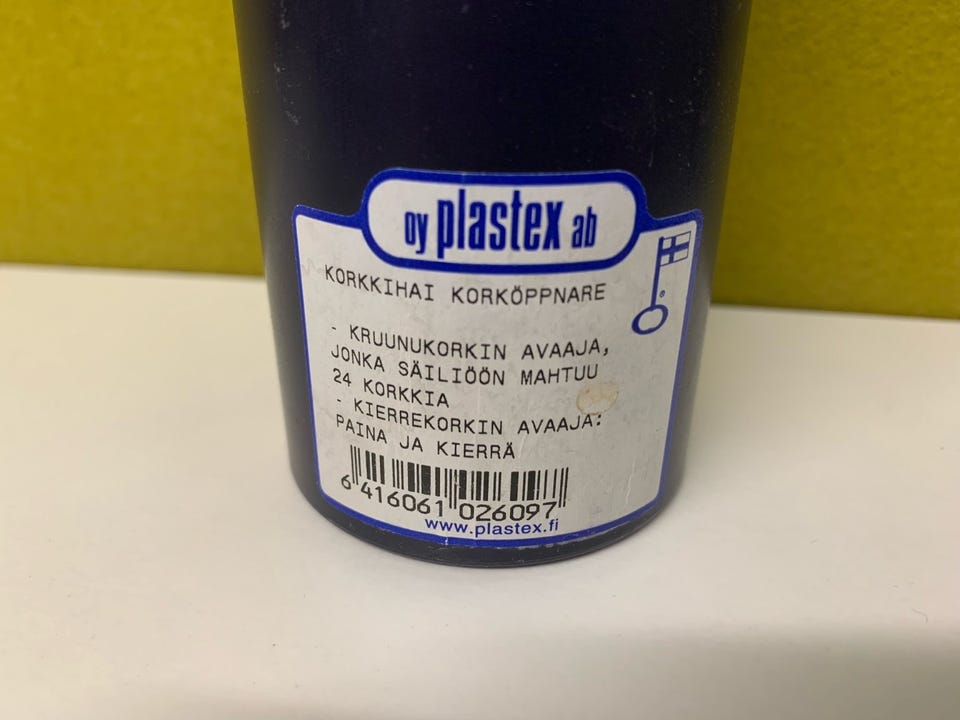 oy plastex ab
KORKKIHAI KORKÖPPNARE
- KRUUNUKORKIN AVAAJA,
JONKA SÄILIÖÖN MAHTUU
24 KORKKIA
- KIERREKORKIN AVAAJA:
PAINA JA KIERRÄ
6 416061 026097
www.plastex.fi